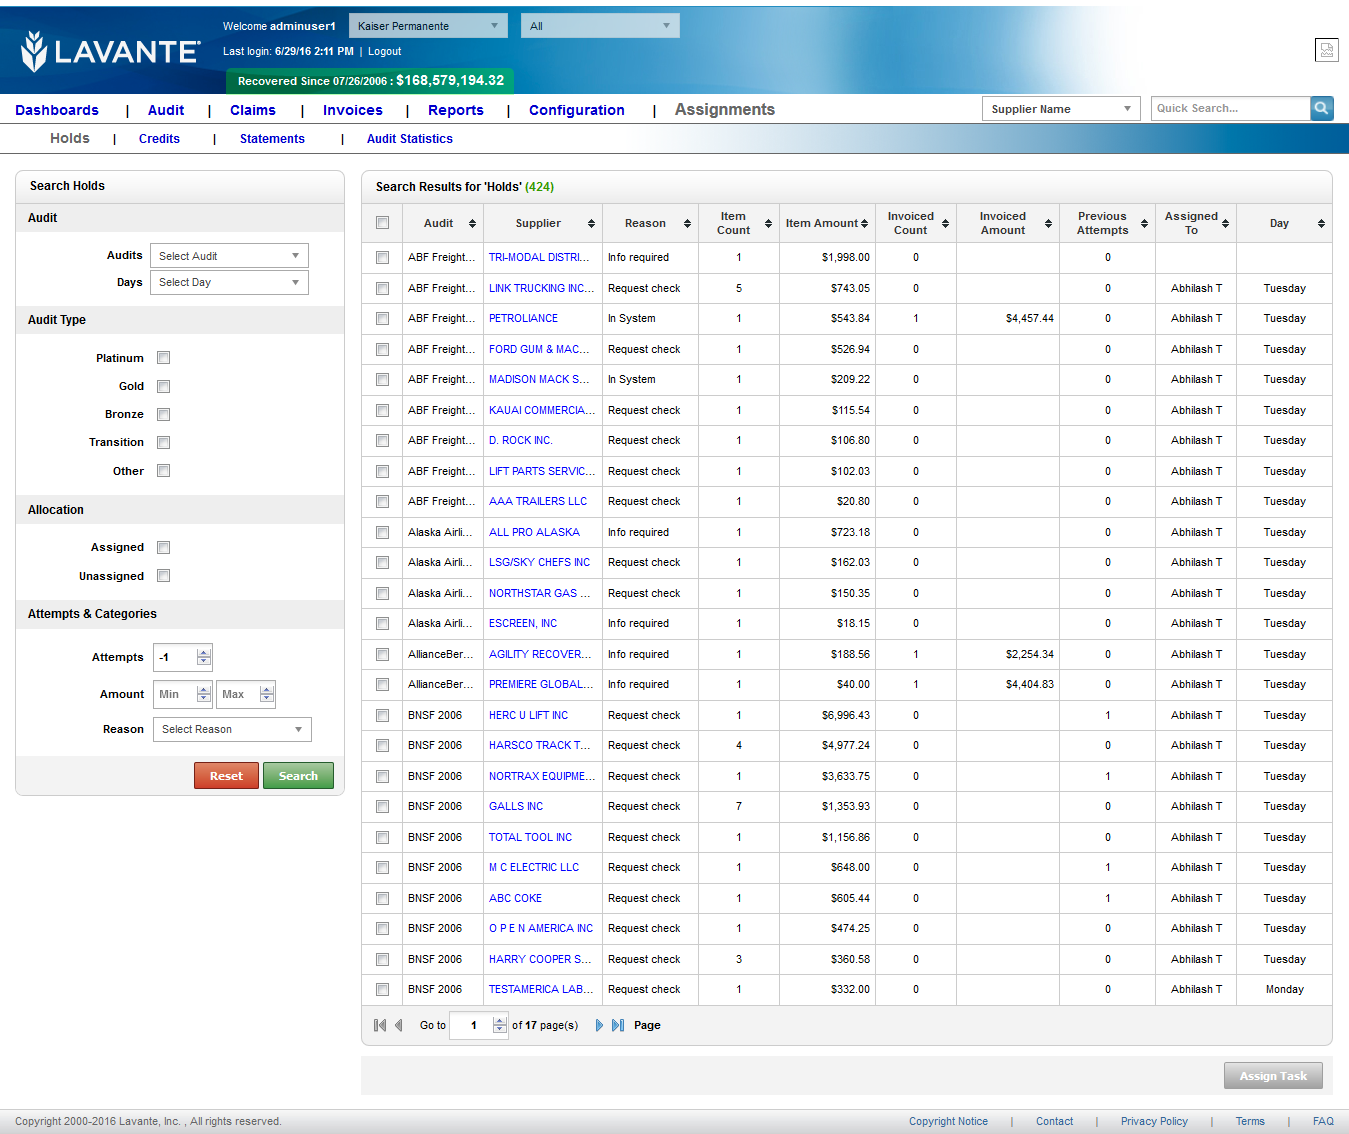 Welcome adminuser1 Kaiser Permanente All
LAVANTE®
Last login: 6/29/16 2:11 PM | Logout
Recovered Since 07/26/2006 : $168,579,194.32
Dashboards | Audit | Claims | Invoices | Reports | Configuration | Assignments Supplier Name Quick Search...
Holds | Credits | Statements | Audit Statistics
Search Holds
Audit
Audits Select Audit
Days Select Day
Audit Type
Platinum
Gold
Bronze
Transition
Other
Allocation
Assigned
Unassigned
Attempts & Categories
Attempts -1
Amount Min Max
Reason Select Reason
Reset Search
Search Results for 'Holds' (424)
Audit Supplier Reason Item Count Item Amount Invoiced Count Invoiced Amount Previous Attempts Assigned To Day
ABF Freight... TRI-MODAL DISTRI... Info required 1 $1,998.00 0 0
ABF Freight... LINK TRUCKING INC... Request check 5 $743.05 0 0 Abhilash T Tuesday
ABF Freight... PETROLIANCE In System 1 $543.84 1 $4,457.44 0 Abhilash T Tuesday
ABF Freight... FORD GUM & MAC... Request check 1 $526.94 0 0 Abhilash T Tuesday
ABF Freight... MADISON MACK S... In System 1 $209.22 0 0 Abhilash T Tuesday
ABF Freight... KAUAI COMMERCIA... Request check 1 $115.54 0 0 Abhilash T Tuesday
ABF Freight... D. ROCK INC. Request check 1 $106.80 0 0 Abhilash T Tuesday
ABF Freight... LIFT PARTS SERVIC... Request check 1 $102.03 0 0 Abhilash T Tuesday
ABF Freight... AAA TRAILERS LLC Request check 1 $20.80 0 0 Abhilash T Tuesday
Alaska Airli... ALL PRO ALASKA Info required 1 $723.18 0 0 Abhilash T Tuesday
Alaska Airli... LSG/SKY CHEFS INC Request check 1 $162.03 0 0 Abhilash T Tuesday
Alaska Airli... NORTHSTAR GAS ... Request check 1 $150.35 0 0 Abhilash T Tuesday
Alaska Airli... ESCREEN, INC Info required 1 $18.15 0 0 Abhilash T Tuesday
AllianceBer... AGILITY RECOVER... Info required 1 $188.56 1 $2,254.34 0 Abhilash T Tuesday
AllianceBer... PREMIERE GLOBAL... Info required 1 $40.00 1 $4,404.83 0 Abhilash T Tuesday
BNSF 2006 HERC U LIFT INC Request check 1 $6,996.43 0 1 Abhilash T Tuesday
BNSF 2006 HARSCO TRACK T... Request check 4 $4,977.24 0 0 Abhilash T Tuesday
BNSF 2006 NORTRAX EQUIPME... Request check 1 $3,633.75 0 1 Abhilash T Tuesday
BNSF 2006 GALLS INC Request check 7 $1,353.93 0 0 Abhilash T Tuesday
BNSF 2006 TOTAL TOOL INC Request check 1 $1,156.86 0 0 Abhilash T Tuesday
BNSF 2006 M C ELECTRIC LLC Request check 1 $648.00 0 1 Abhilash T Tuesday
BNSF 2006 ABC COKE Request check 1 $605.44 0 1 Abhilash T Tuesday
BNSF 2006 O P E N AMERICA INC Request check 1 $474.25 0 0 Abhilash T Tuesday
BNSF 2006 HARRY COOPER S... Request check 3 $360.58 0 0 Abhilash T Tuesday
BNSF 2006 TESTAMERICA LAB... Request check 1 $332.00 0 0 Abhilash T Monday
Go to 1 of 17 page(s) Page
Assign Task
Copyright 2000-2016 Lavante, Inc. , All rights reserved. Copyright Notice | Contact | Privacy Policy | Terms | FAQ